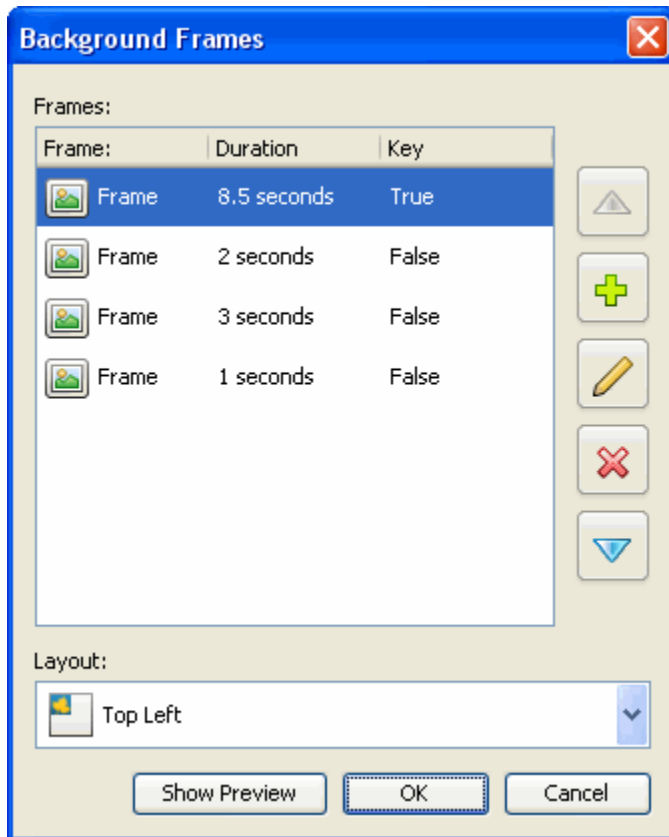 Background Frames
Frames:
Frame: Duration Key
Frame 8.5 seconds True
Frame 2 seconds False
Frame 3 seconds False
Frame 1 seconds False
Layout:
Top Left
Show Preview OK Cancel